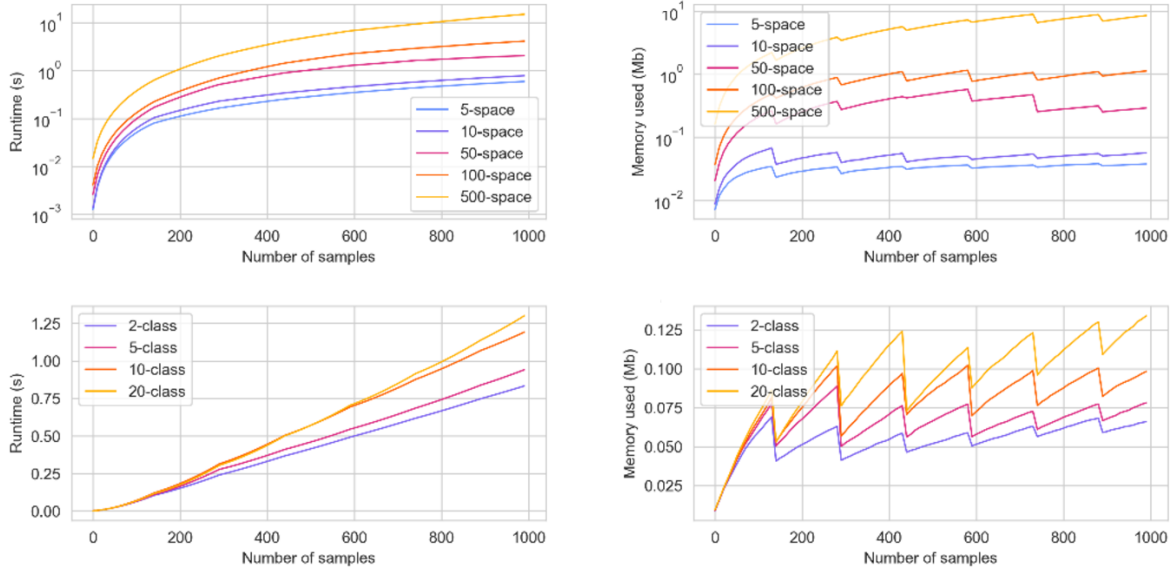 Runtime (s)
10¹
10⁰
10⁻¹
10⁻²
10⁻³
5-space
10-space
50-space
100-space
500-space
0 200 400 600 800 1000
Number of samples
Memory used (Mb)
10¹
10⁰
10⁻¹
10⁻²
5-space
10-space
50-space
100-space
500-space
0 200 400 600 800 1000
Number of samples
Runtime (s)
1.25
1.00
0.75
0.50
0.25
0.00
2-class
5-class
10-class
20-class
0 200 400 600 800 1000
Number of samples
Memory used (Mb)
0.125
0.100
0.075
0.050
0.025
2-class
5-class
10-class
20-class
0 200 400 600 800 1000
Number of samples